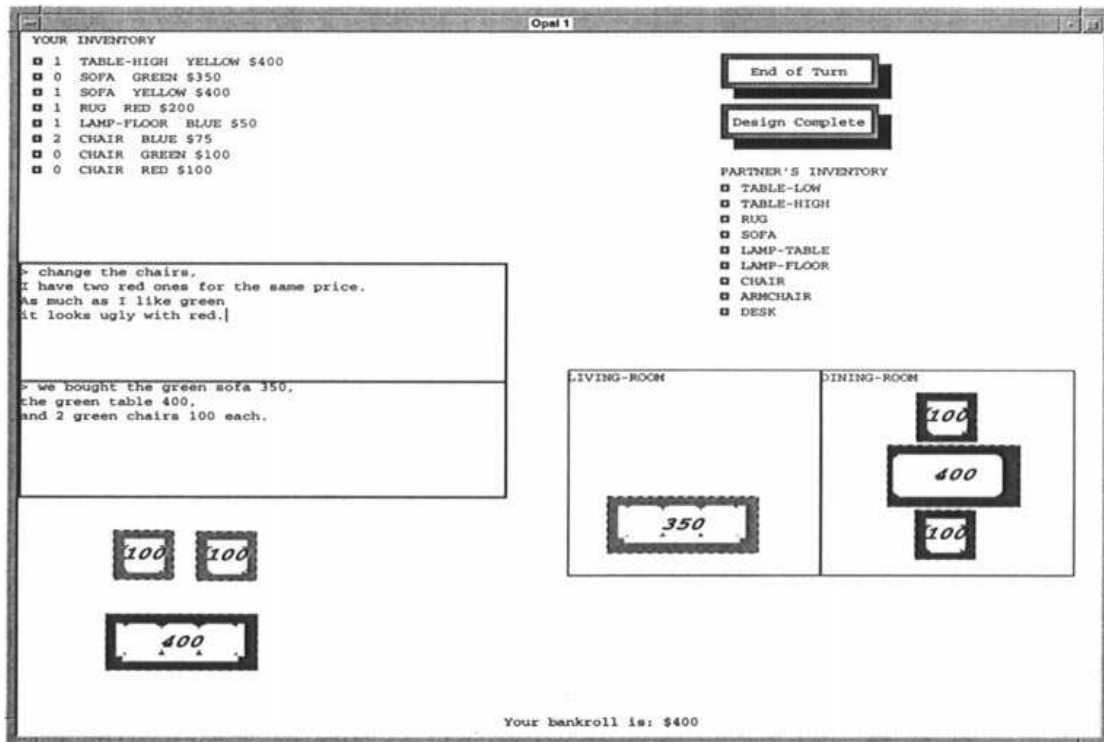 Opal 1
YOUR INVENTORY
1 TABLE-HIGH YELLOW $400
0 SOFA GREEN $350
1 SOFA YELLOW $400
1 RUG RED $200
1 LAMP-FLOOR BLUE $50
2 CHAIR BLUE $75
0 CHAIR GREEN $100
0 CHAIR RED $100
End of Turn
Design Complete
PARTNER'S INVENTORY
TABLE-LOW
TABLE-HIGH
RUG
SOFA
LAMP-TABLE
LAMP-FLOOR
CHAIR
ARMCHAIR
DESK
> change the chairs,
I have two red ones for the same price.
As much as I like green
it looks ugly with red.
> we bought the green sofa 350,
the green table 400,
and 2 green chairs 100 each.
LIVING-ROOM
350
DINING-ROOM
100
400
100
100 100
400
Your bankroll is: $400